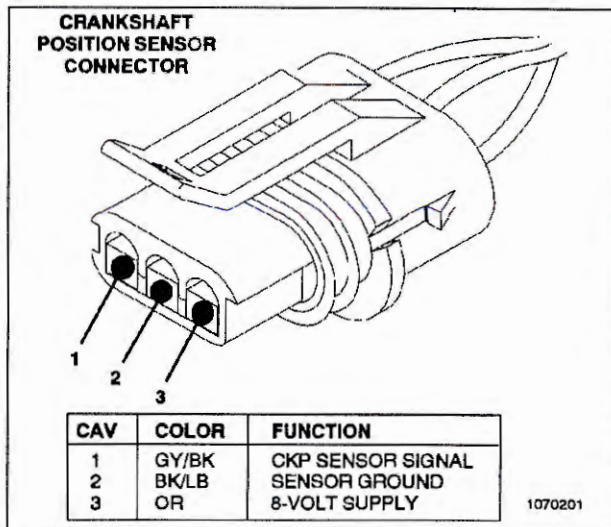 CRANKSHAFT
POSITION SENSOR
CONNECTOR
1
2
3
CAV COLOR FUNCTION
1 GY/BK CKP SENSOR SIGNAL
2 BK/LB SENSOR GROUND
3 OR 8-VOLT SUPPLY
1070201